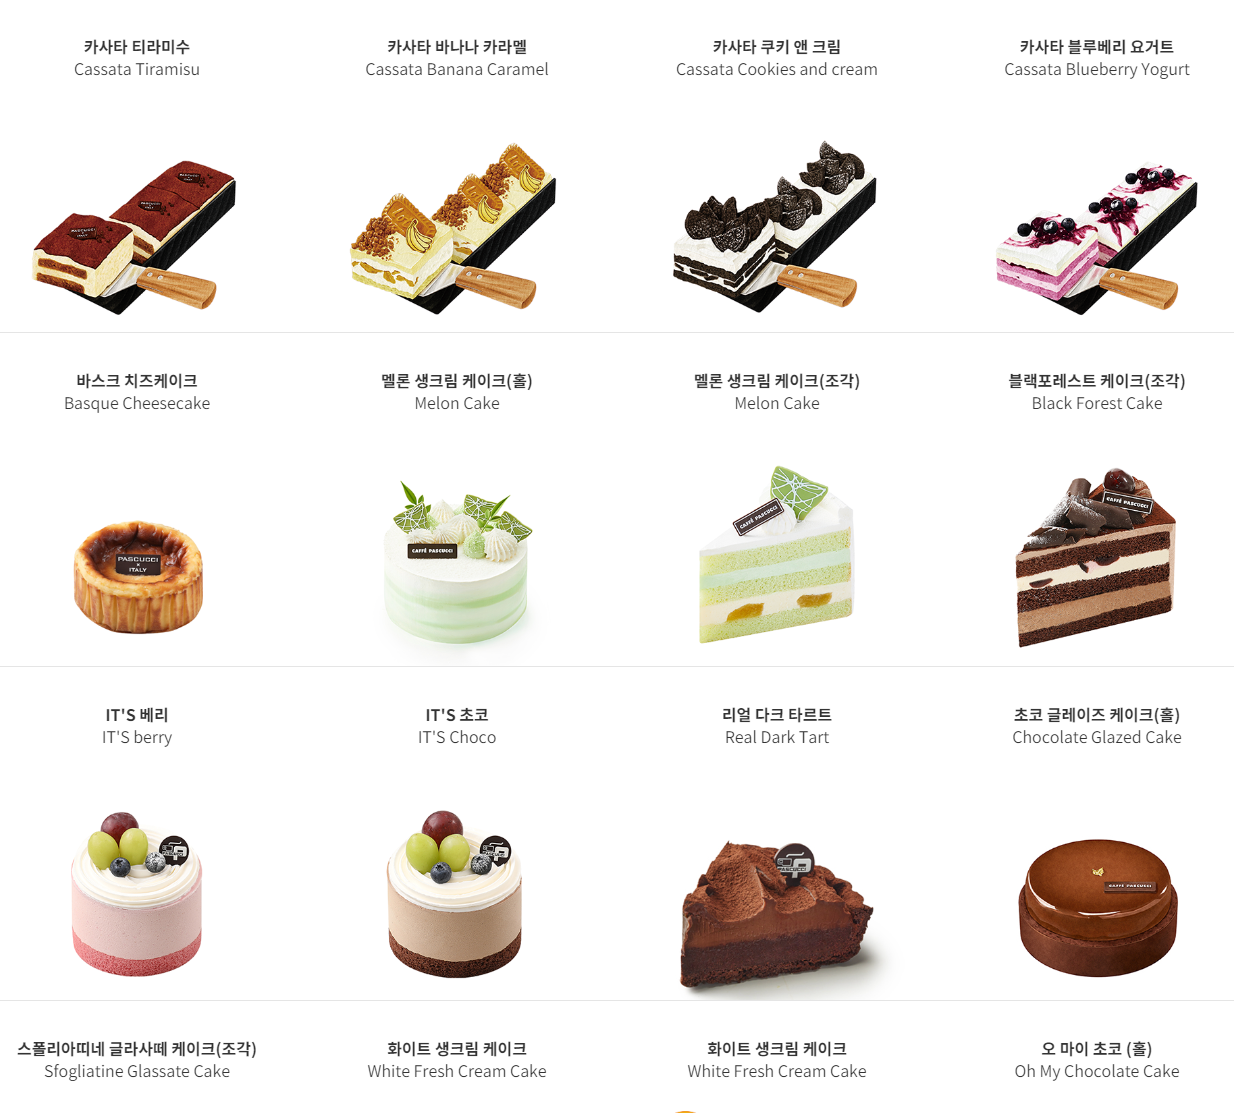 카사타 티라미수
Cassata Tiramisu
카사타 바나나 카라멜
Cassata Banana Caramel
카사타 쿠키 앤 크림
Cassata Cookies and cream
카사타 블루베리 요거트
Cassata Blueberry Yogurt
바스크 치즈케이크
Basque Cheesecake
멜론 생크림 케이크(홀)
Melon Cake
멜론 생크림 케이크(조각)
Melon Cake
블랙포레스트 케이크(조각)
Black Forest Cake
PASCUCCI
×
ITALY
CAFFÉ PASCUCCI
CAFFÉ PASCUCCI
CAFFÉ PASCUCCI
IT'S 베리
IT'S berry
IT'S 초코
IT'S Choco
리얼 다크 타르트
Real Dark Tart
초코 글레이즈 케이크(홀)
Chocolate Glazed Cake
CAFFÉ PASCUCCI
스폴리아띠네 글라사떼 케이크(조각)
Sfogliatine Glassate Cake
화이트 생크림 케이크
White Fresh Cream Cake
화이트 생크림 케이크
White Fresh Cream Cake
오 마이 초코 (홀)
Oh My Chocolate Cake